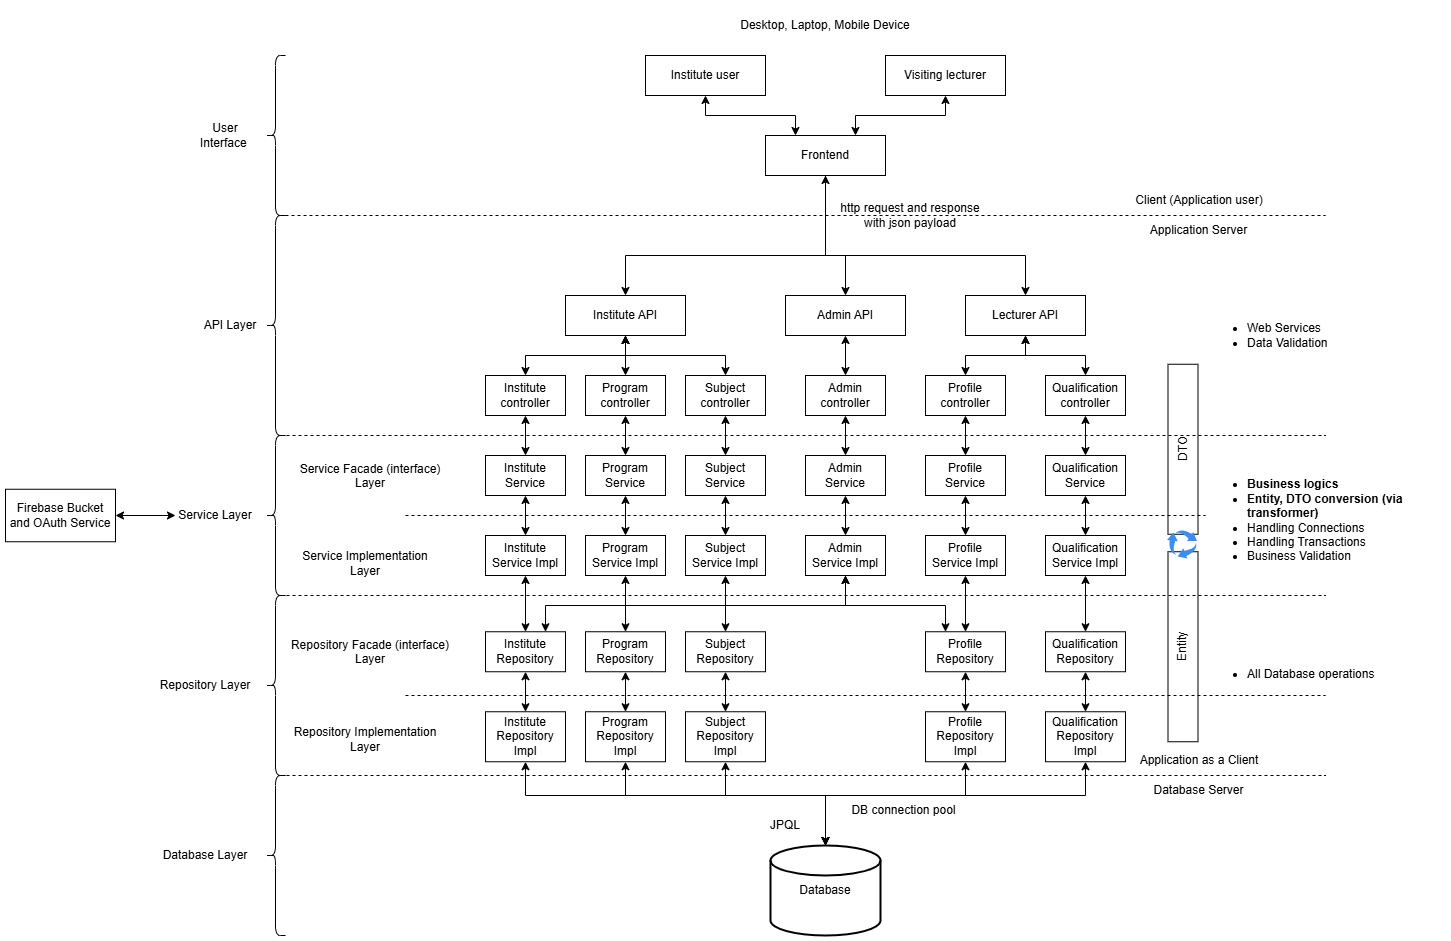 Desktop, Laptop, Mobile Device
Institute user
Visiting lecturer
User
Interface
Frontend
Client (Application user)
http request and response
with json payload
Application Server
API Layer
Institute API
Admin API
Lecturer API
Web Services
Data Validation
Institute
controller
Program
controller
Subject
controller
Admin
controller
Profile
controller
Qualification
controller
DTO
Service Facade (interface)
Layer
Institute
Service
Program
Service
Subject
Service
Admin
Service
Profile
Service
Qualification
Service
Firebase Bucket
and OAuth Service
Service Layer
Business logics
Entity, DTO conversion (via
transformer)
Handling Connections
Handling Transactions
Business Validation
Service Implementation
Layer
Institute
Service Impl
Program
Service Impl
Subject
Service Impl
Admin
Service Impl
Profile
Service Impl
Qualification
Service Impl
Repository Facade (interface)
Layer
Institute
Repository
Program
Repository
Subject
Repository
Profile
Repository
Qualification
Repository
Entity
Repository Layer
All Database operations
Repository Implementation
Layer
Institute
Repository
Impl
Program
Repository
Impl
Subject
Repository
Impl
Profile
Repository
Impl
Qualification
Repository
Impl
Application as a Client
Database Server
DB connection pool
JPQL
Database Layer
Database